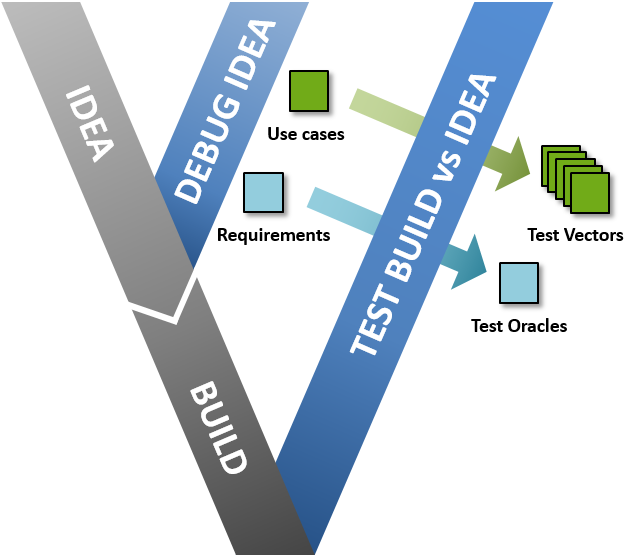 IDEA
DEBUG IDEA
Use cases
Requirements
TEST BUILD vs IDEA
Test Vectors
Test Oracles
BUILD